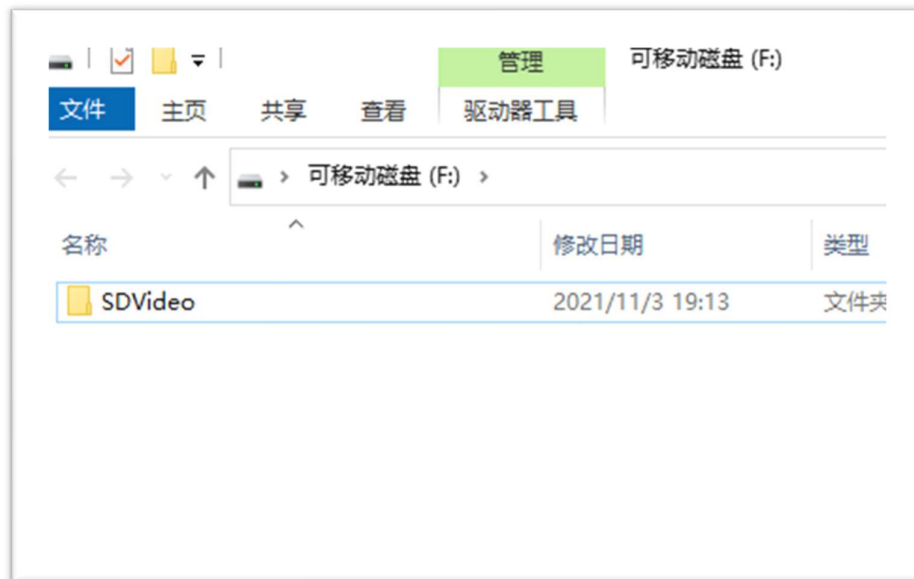 管理 可移动磁盘 (F:)
文件 主页 共享 查看 驱动器工具
可移动磁盘 (F:)
名称 修改日期 类型
SDVideo 2021/11/3 19:13 文件夹